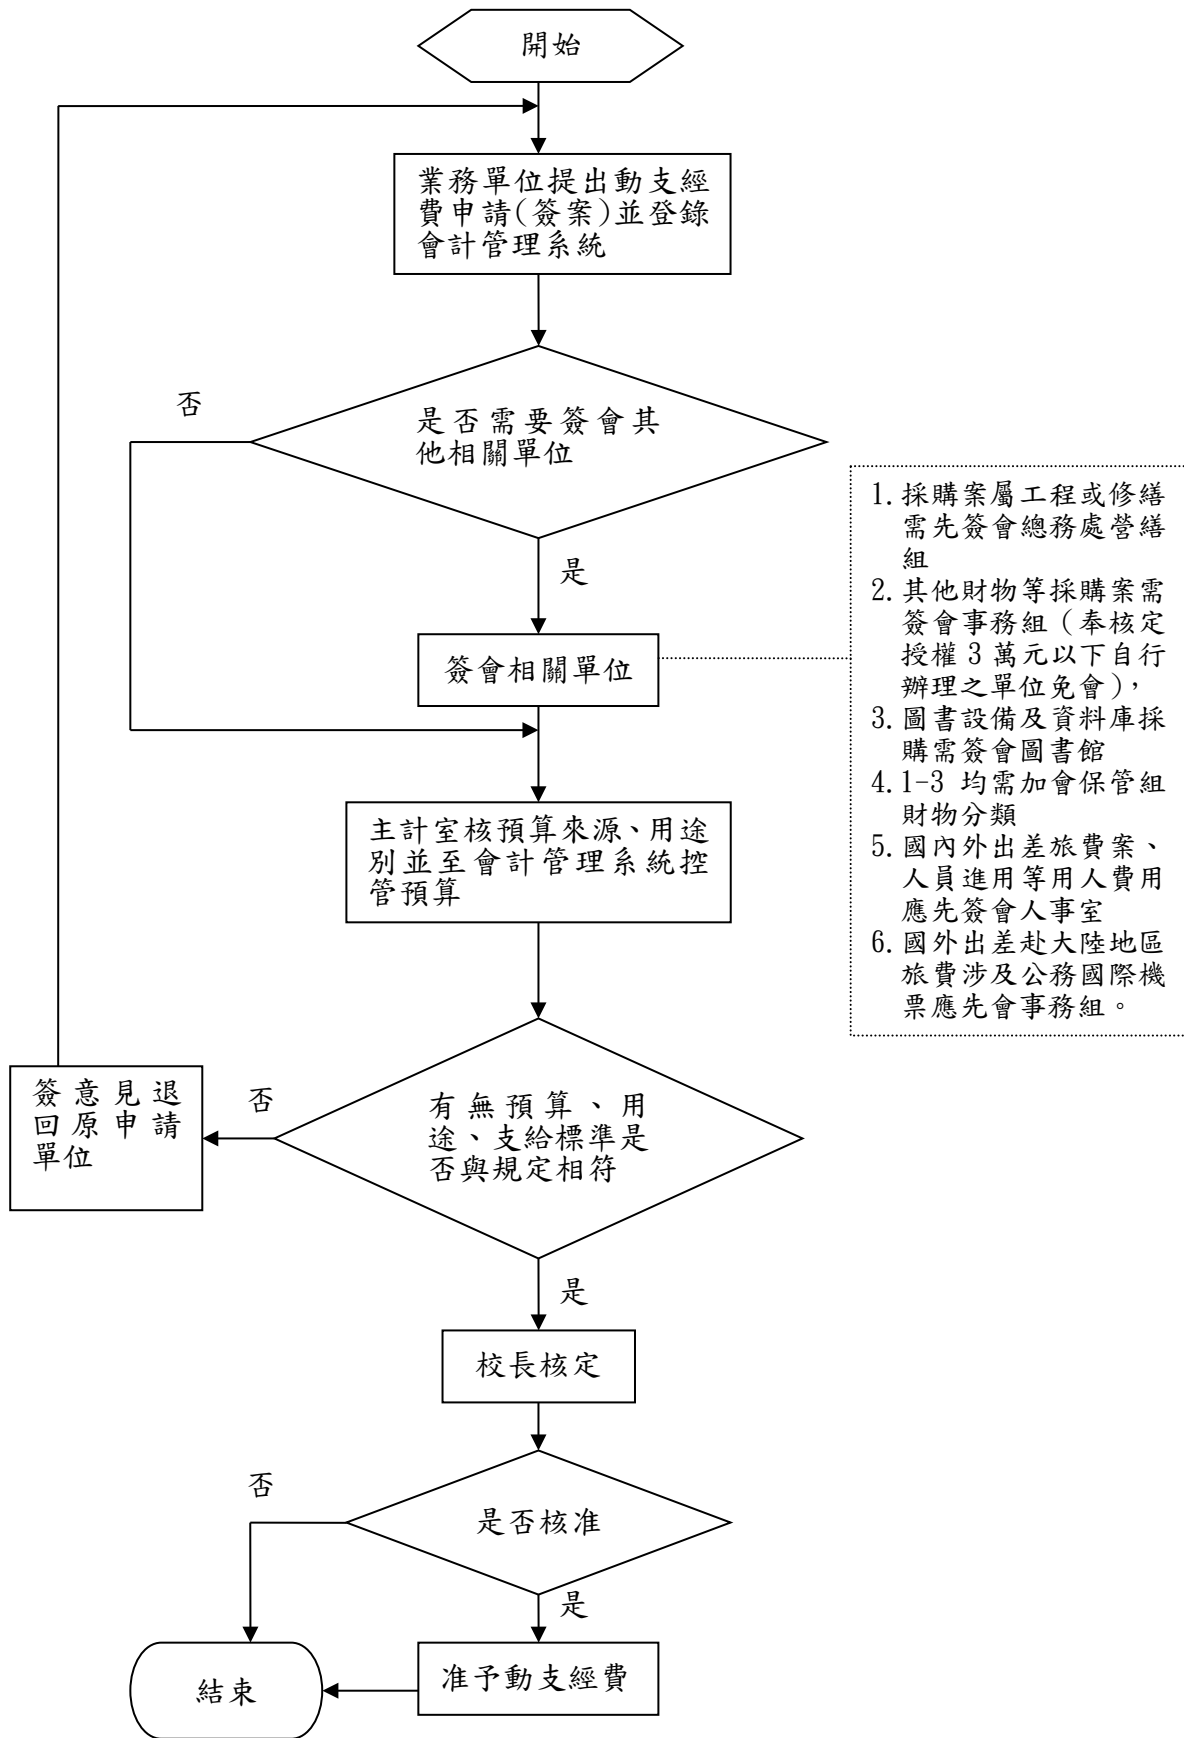 開始
業務單位提出動支經
費申請(簽案)並登錄
會計管理系統
否
是否需要簽會其
他相關單位
是
簽會相關單位
1. 採購案屬工程或修繕
需先簽會總務處營繕
組
2. 其他財物等採購案需
簽會事務組（奉核定
授權 3 萬元以下自行
辦理之單位免會），
3. 圖書設備及資料庫採
購需簽會圖書館
4. 1-3 均需加會保管組
財物分類
5. 國內外出差旅費案、
人員進用等用人費用
應先簽會人事室
6. 國外出差赴大陸地區
旅費涉及公務國際機
票應先會事務組。
主計室核預算來源、用途
別並至會計管理系統控
管預算
簽意見退
回原申請
單位
否
有無預算、用
途、支給標準是
否與規定相符
是
校長核定
否
是否核准
是
准予動支經費
結束